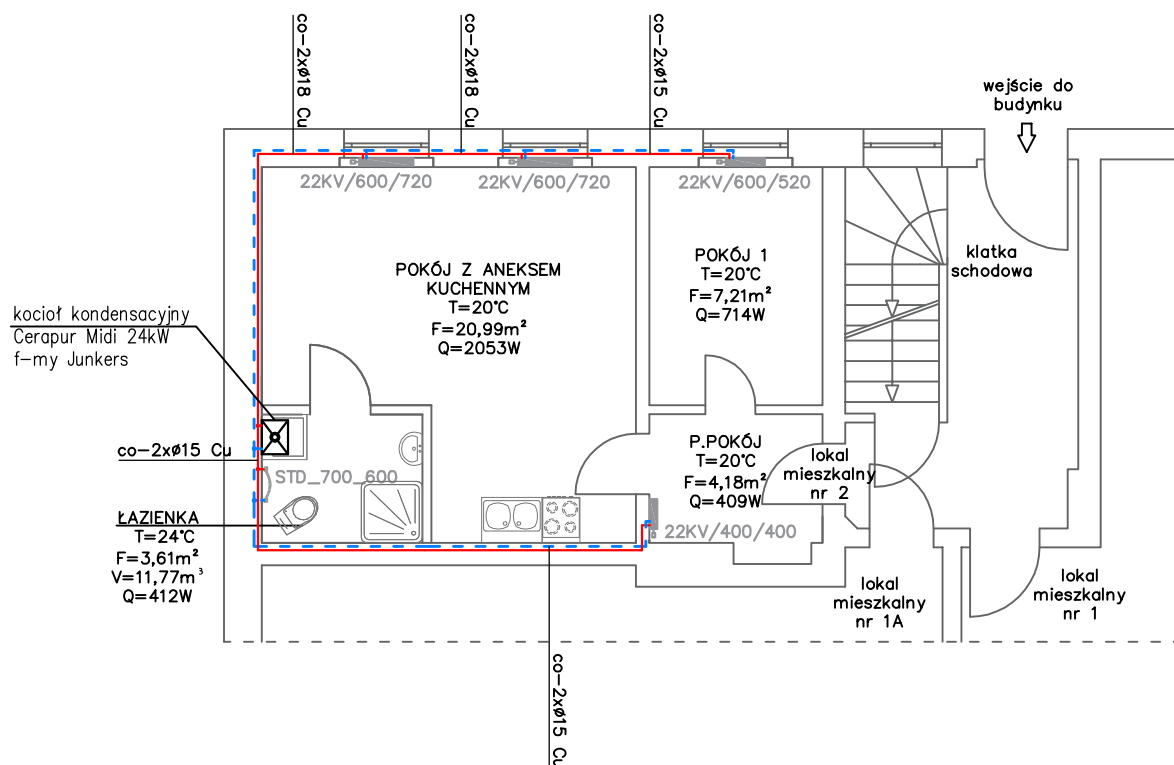 co-2xø18 Cu
co-2xø18 Cu
co-2xø15 Cu
wejście do
budynku
22KV/600/720
22KV/600/720
22KV/600/520
POKÓJ Z ANEKSEM
KUCHENNYM
T=20°C
F=20,99m²
Q=2053W
POKÓJ 1
T=20°C
F=7,21m²
Q=714W
klatka
schodowa
kocioł kondensacyjny
Cerapur Midi 24kW
f-my Junkers
co-2xø15 Cu
STD_700_600
ŁAZIENKA
T=24°C
F=3,61m²
V=11,77m³
Q=412W
P.POKÓJ
T=20°C
F=4,18m²
Q=409W
22KV/400/400
lokal
mieszkalny
nr 2
lokal
mieszkalny
nr 1A
lokal
mieszkalny
nr 1
co-2xø15 Cu